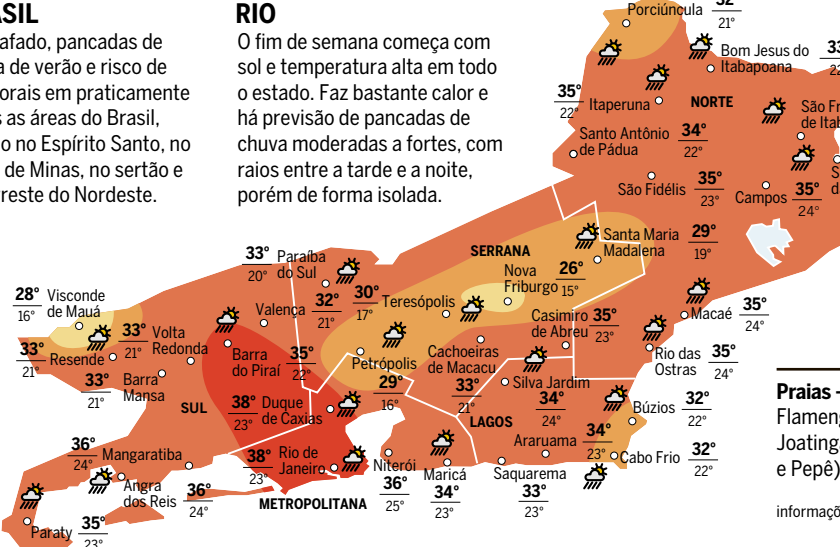 RIO
O fim de semana começa com
sol e temperatura alta em todo
o estado. Faz bastante calor e
há previsão de pancadas de
chuva moderadas a fortes, com
raios entre a tarde e a noite,
porém de forma isolada.
afado, pancadas de
de verão e risco de
orais em praticamente
as áreas do Brasil,
o no Espírito Santo, no
de Minas, no sertão e
reste do Nordeste.
Porciúncula
21°
Bom Jesus do
Itabapoana
35°
22°
Itaperuna
NORTE
Santo Antônio
de Pádua
34°
22°
São Fidélis
35°
23°
Campos
35°
24°
SERRANA
Santa Maria
Madalena
29°
19°
33°
20°
Paraíba
do Sul
Nova
Friburgo
26°
15°
28°
16°
Visconde
de Mauá
Valença
32°
21°
30°
17°
Teresópolis
Casimiro
de Abreu
35°
23°
Macaé
35°
24°
33°
21°
Resende
33°
21°
Volta
Redonda
Barra
do Piraí
35°
22°
Petrópolis
29°
16°
Cachoeiras
de Macacu
33°
21°
Rio das
Ostras
35°
24°
33°
21°
Barra
Mansa
SUL
38°
23°
Duque
de Caxias
Silva Jardim
34°
24°
LAGOS
Búzios
32°
22°
Araruama
34°
23°
Cabo Frio
32°
22°
36°
24°
Mangaratiba
38°
23°
Rio de
Janeiro
Niterói
36°
25°
Maricá
34°
23°
Saquarema
33°
23°
Angra
dos Reis
36°
24°
METROPOLITANA
Paraty
35°
23°
Praias
Flameng
Joating
e Pepê)
informaçõ